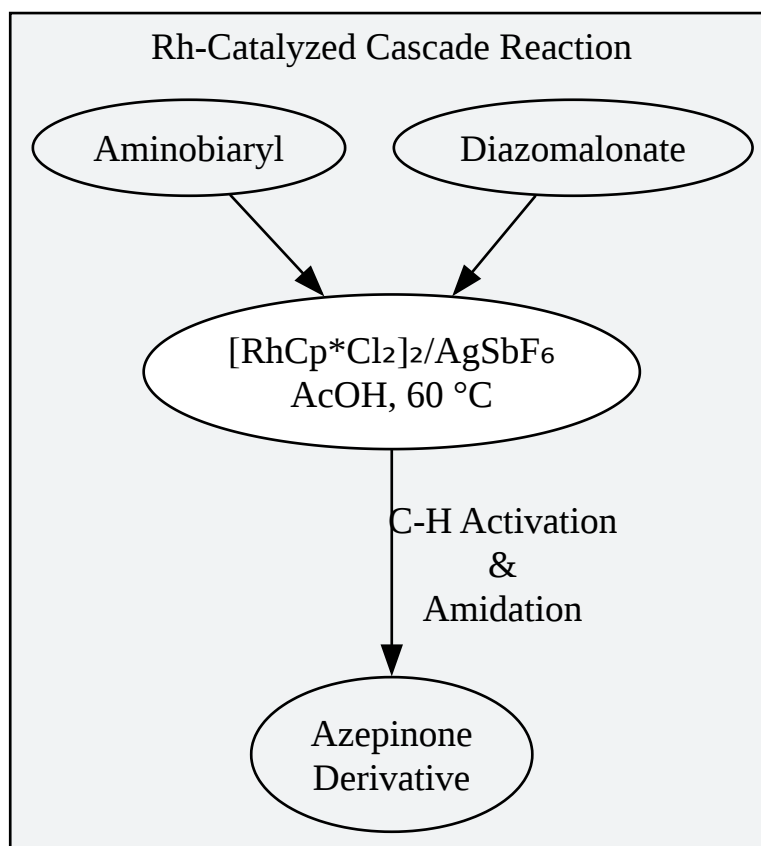 Rh-Catalyzed Cascade Reaction
Aminobiaryl
Diazomalonate
[RhCp*Cl₂]₂/AgSbF₆
AcOH, 60 °C
C-H Activation
&
Amidation
Azepinone
Derivative